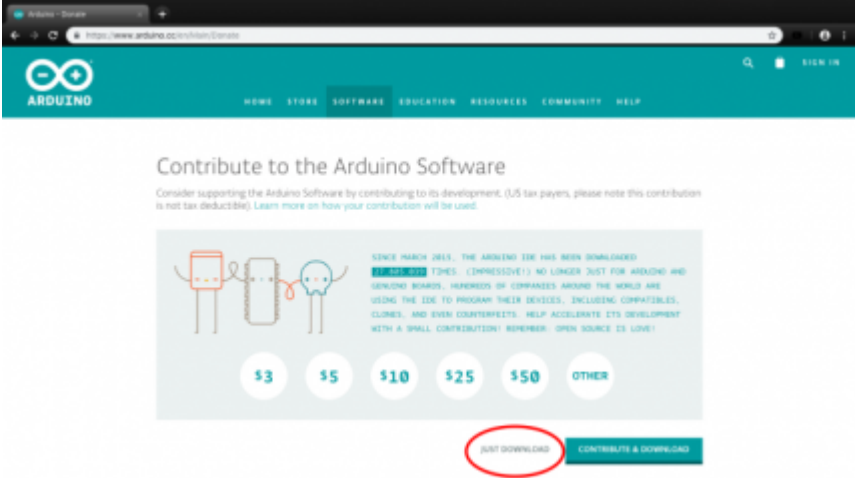 Arduino - Donate
https://www.arduino.cc/en/Main/Donate
SIGN IN
ARDUINO
HOME STORE SOFTWARE EDUCATION RESOURCES COMMUNITY HELP
Contribute to the Arduino Software
Consider supporting the Arduino Software by contributing to its development. (US tax payers, please note this contribution
is not tax deductible). Learn more on how your contribution will be used.
SINCE MARCH 2015, THE ARDUINO IDE HAS BEEN DOWNLOADED
TIMES. (IMPRESSIVE!) NO LONGER JUST FOR ARDUINO AND
GENUINO BOARDS, HUNDREDS OF COMPANIES AROUND THE WORLD ARE
USING THE IDE TO PROGRAM THEIR DEVICES, INCLUDING COMPATIBLES,
CLONES, AND EVEN COUNTERFEITS. HELP ACCELERATE ITS DEVELOPMENT
WITH A SMALL CONTRIBUTION! REMEMBER: OPEN SOURCE IS LOVE!
$3 $5 $10 $25 $50 OTHER
JUST DOWNLOAD CONTRIBUTE & DOWNLOAD